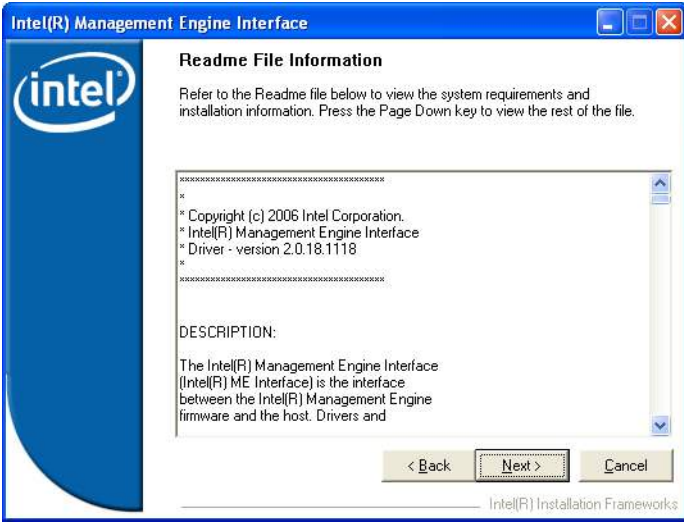 Intel(R) Management Engine Interface
intel
Readme File Information
Refer to the Readme file below to view the system requirements and
installation information. Press the Page Down key to view the rest of the file.
****************************************
*
* Copyright (c) 2006 Intel Corporation.
* Intel(R) Management Engine Interface
* Driver - version 2.0.18.1118
*
****************************************
DESCRIPTION:
The Intel(R) Management Engine Interface
(Intel(R) ME Interface) is the interface
between the Intel(R) Management Engine
firmware and the host. Drivers and
< Back
Next >
Cancel
Intel(R) Installation Frameworks